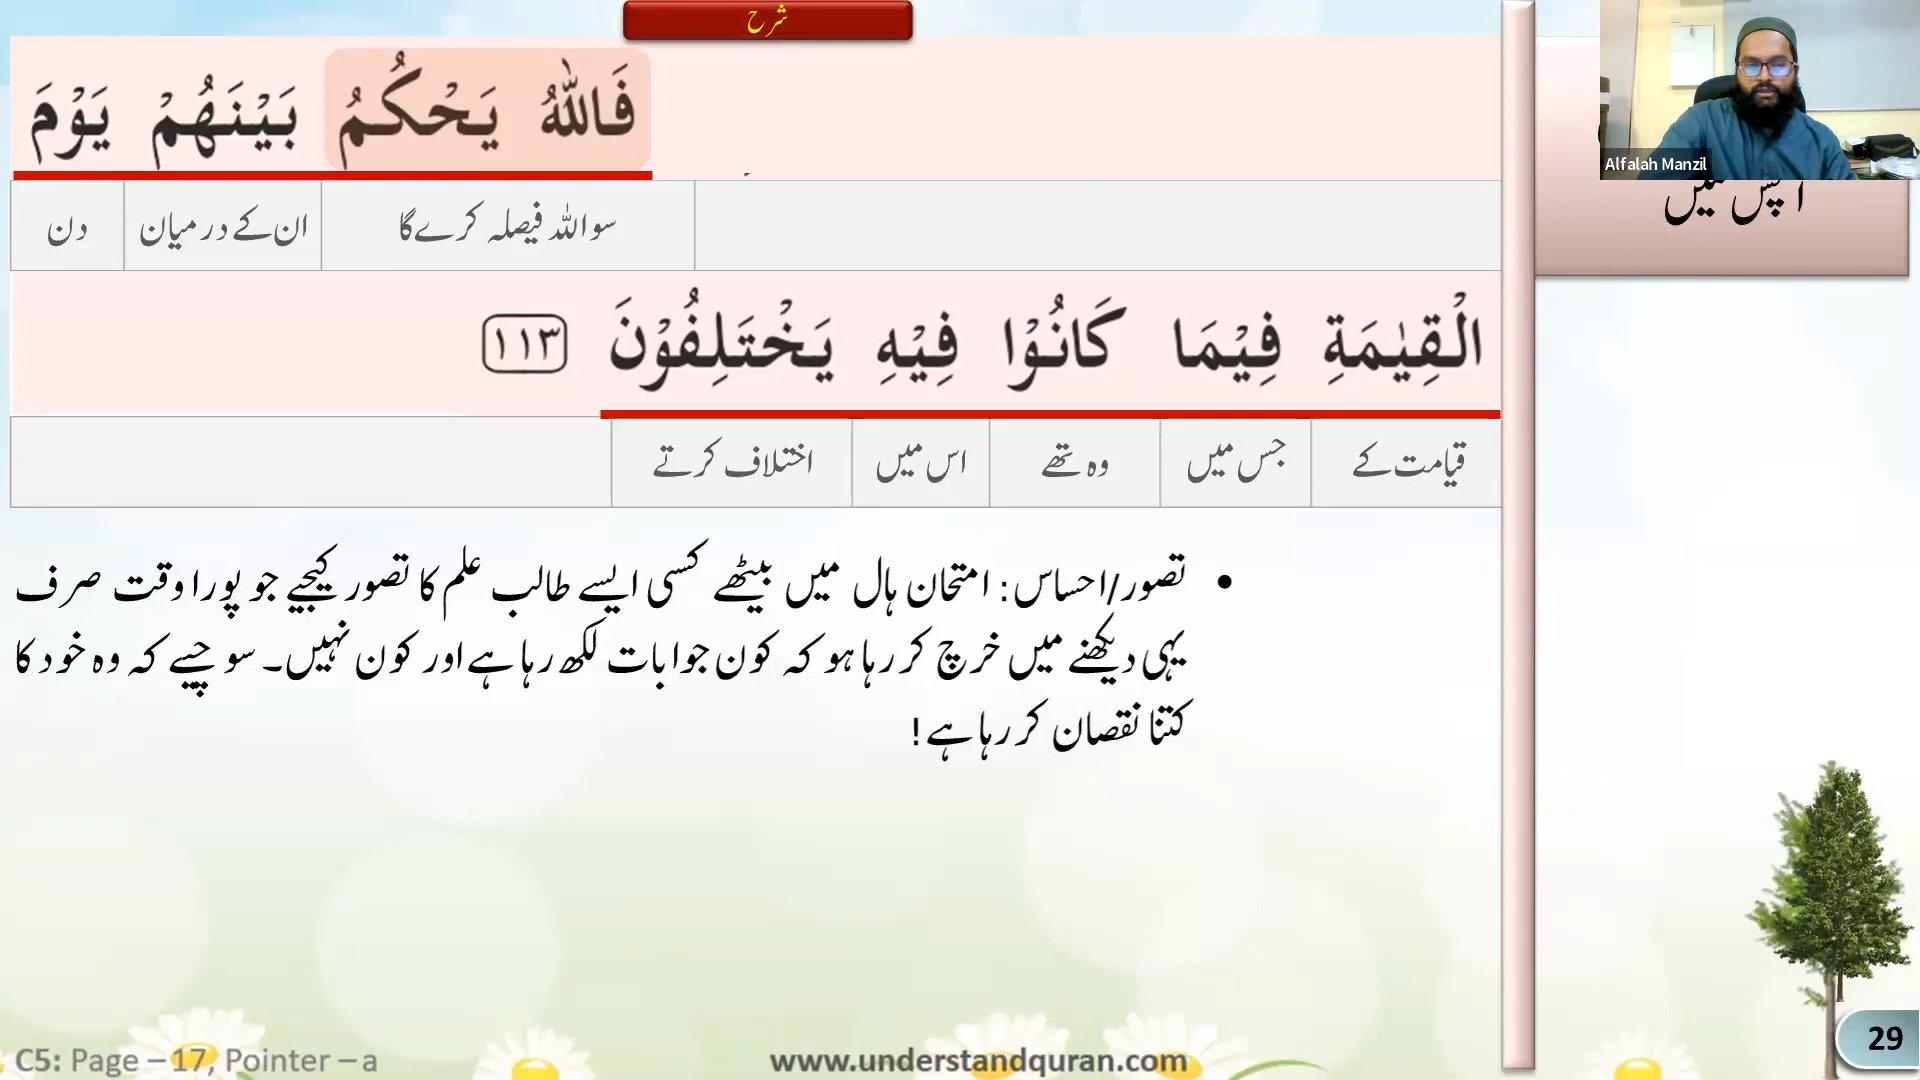 شرح
Alfalah Manzil
فَاللّٰهُ يَحْكُمُ بَيْنَهُمْ يَوْمَ
سو اللہ فیصلہ کرے گا ان کے درمیان دن
آپس میں
الْقِيٰمَةِ فِيْمَا كَانُوْا فِيْهِ يَخْتَلِفُوْنَ ١١٣
قیامت کے جس میں وہ تھے اس میں اختلاف کرتے
• تصور/احساس: امتحان ہال میں بیٹھے کسی ایسے طالب علم کا تصور کیجیے جو پورا وقت صرف
یہی دیکھنے میں خرچ کر رہا ہو کہ کون جوابات لکھ رہا ہے اور کون نہیں۔ سوچیے کہ وہ خود کا
کتنا نقصان کر رہا ہے!
C5: Page – 17, Pointer – a
www.understandquran.com
29